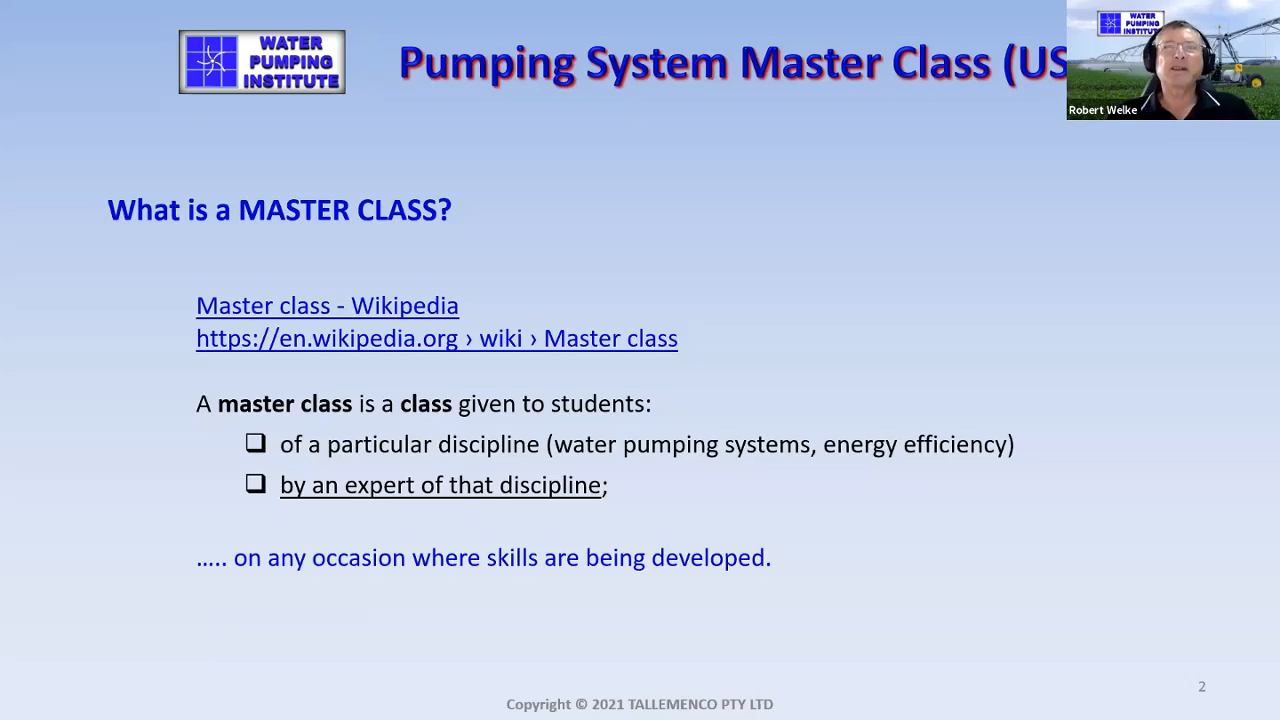 WATER
PUMPING
INSTITUTE
Pumping System Master Class (US
WATER
PUMPING
INSTITUTE
Robert Welke
What is a MASTER CLASS?
Master class - Wikipedia
https://en.wikipedia.org › wiki › Master class
A master class is a class given to students:
❑ of a particular discipline (water pumping systems, energy efficiency)
❑ by an expert of that discipline;
….. on any occasion where skills are being developed.
2
Copyright © 2021 TALLEMENCO PTY LTD